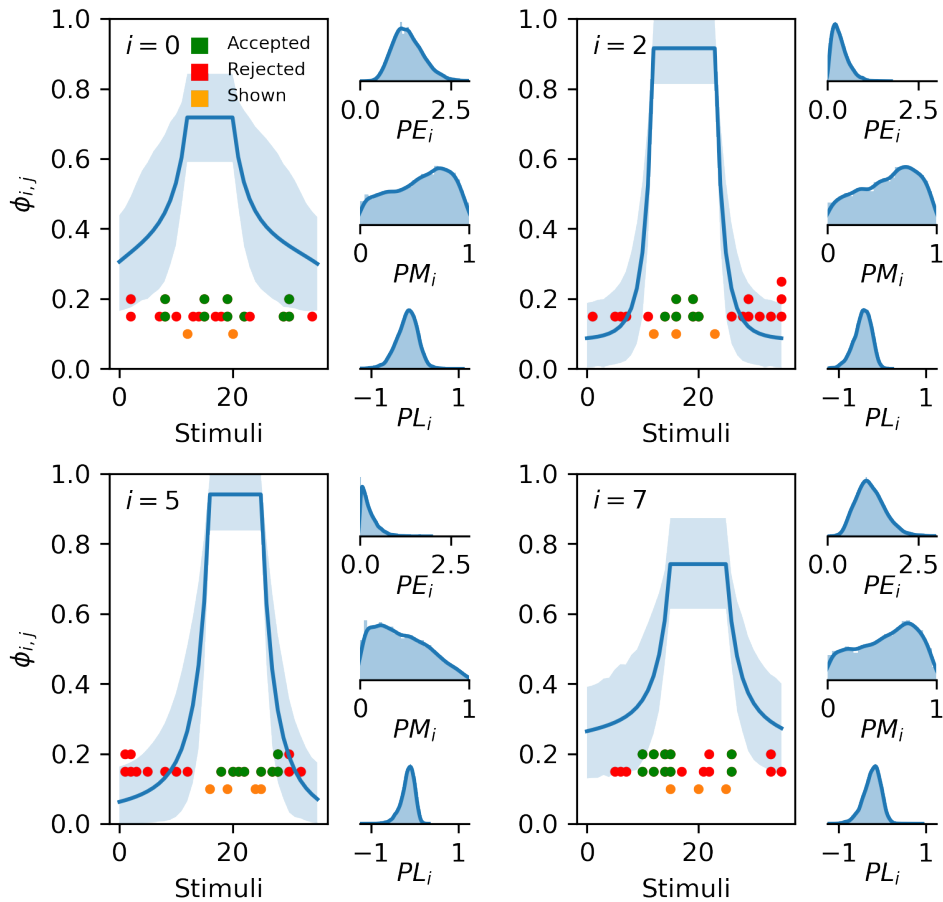 i = 0
Accepted
Rejected
Shown
1.0
0.8
0.6
0.4
0.2
0.0
ϕi,j
0 20
Stimuli
0.0 2.5
PEi
0 1
PMi
−1 1
PLi
i = 2
1.0
0.8
0.6
0.4
0.2
0.0
0 20
Stimuli
0.0 2.5
PEi
0 1
PMi
−1 1
PLi
i = 5
1.0
0.8
0.6
0.4
0.2
0.0
ϕi,j
0 20
Stimuli
0.0 2.5
PEi
0 1
PMi
−1 1
PLi
i = 7
1.0
0.8
0.6
0.4
0.2
0.0
0 20
Stimuli
0.0 2.5
PEi
0 1
PMi
−1 1
PLi